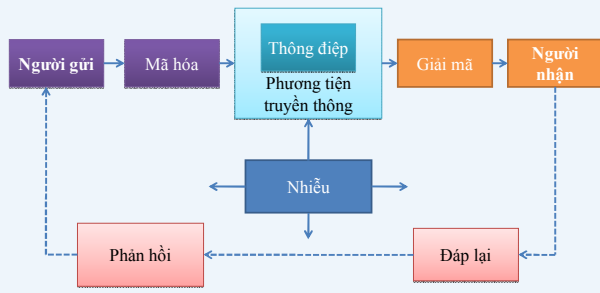 Người gửi
Mã hóa
Thông điệp
Phương tiện
truyền thông
Giải mã
Người
nhận
Nhiễu
Phản hồi
Đáp lại